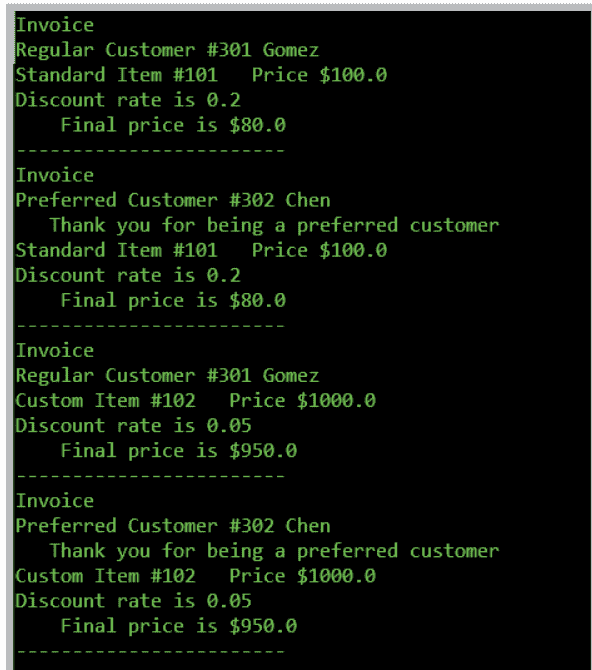 Invoice
Regular Customer #301 Gomez
Standard Item #101   Price $100.0
Discount rate is 0.2
    Final price is $80.0
------------------------
Invoice
Preferred Customer #302 Chen
   Thank you for being a preferred customer
Standard Item #101   Price $100.0
Discount rate is 0.2
    Final price is $80.0
------------------------
Invoice
Regular Customer #301 Gomez
Custom Item #102   Price $1000.0
Discount rate is 0.05
    Final price is $950.0
------------------------
Invoice
Preferred Customer #302 Chen
   Thank you for being a preferred customer
Custom Item #102   Price $1000.0
Discount rate is 0.05
    Final price is $950.0
------------------------